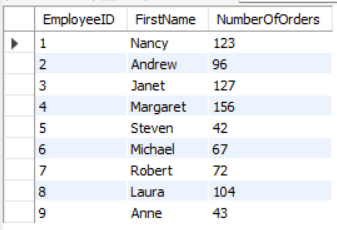 EmployeeID FirstName NumberOfOrders
1 Nancy 123
2 Andrew 96
3 Janet 127
4 Margaret 156
5 Steven 42
6 Michael 67
7 Robert 72
8 Laura 104
9 Anne 43